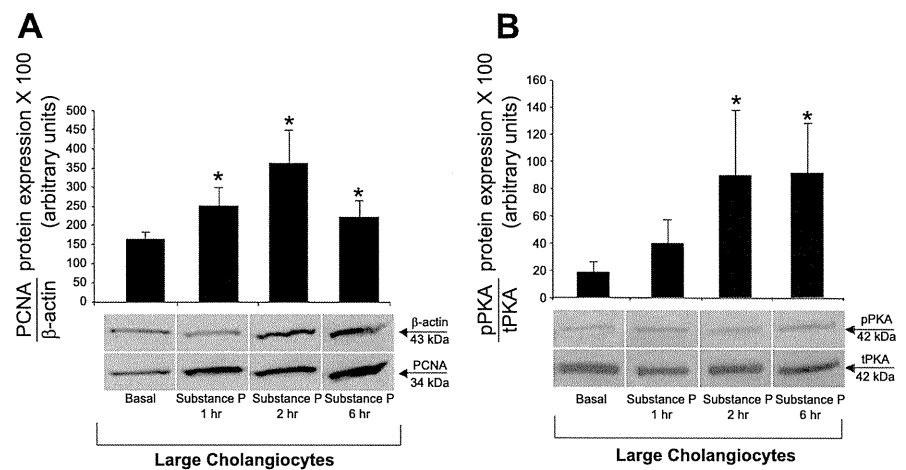 A
PCNA
β-actin
protein expression X 100
(arbitrary units)
500
450
400
350
300
250
200
150
100
50
0
*
*
*
β-actin
43 kDa
PCNA
34 kDa
Basal
Substance P
1 hr
Substance P
2 hr
Substance P
6 hr
Large Cholangiocytes
B
pPKA
tPKA
protein expression X 100
(arbitrary units)
160
140
120
100
80
60
40
20
0
*
*
pPKA
42 kDa
tPKA
42 kDa
Basal
Substance P
1 hr
Substance P
2 hr
Substance P
6 hr
Large Cholangiocytes